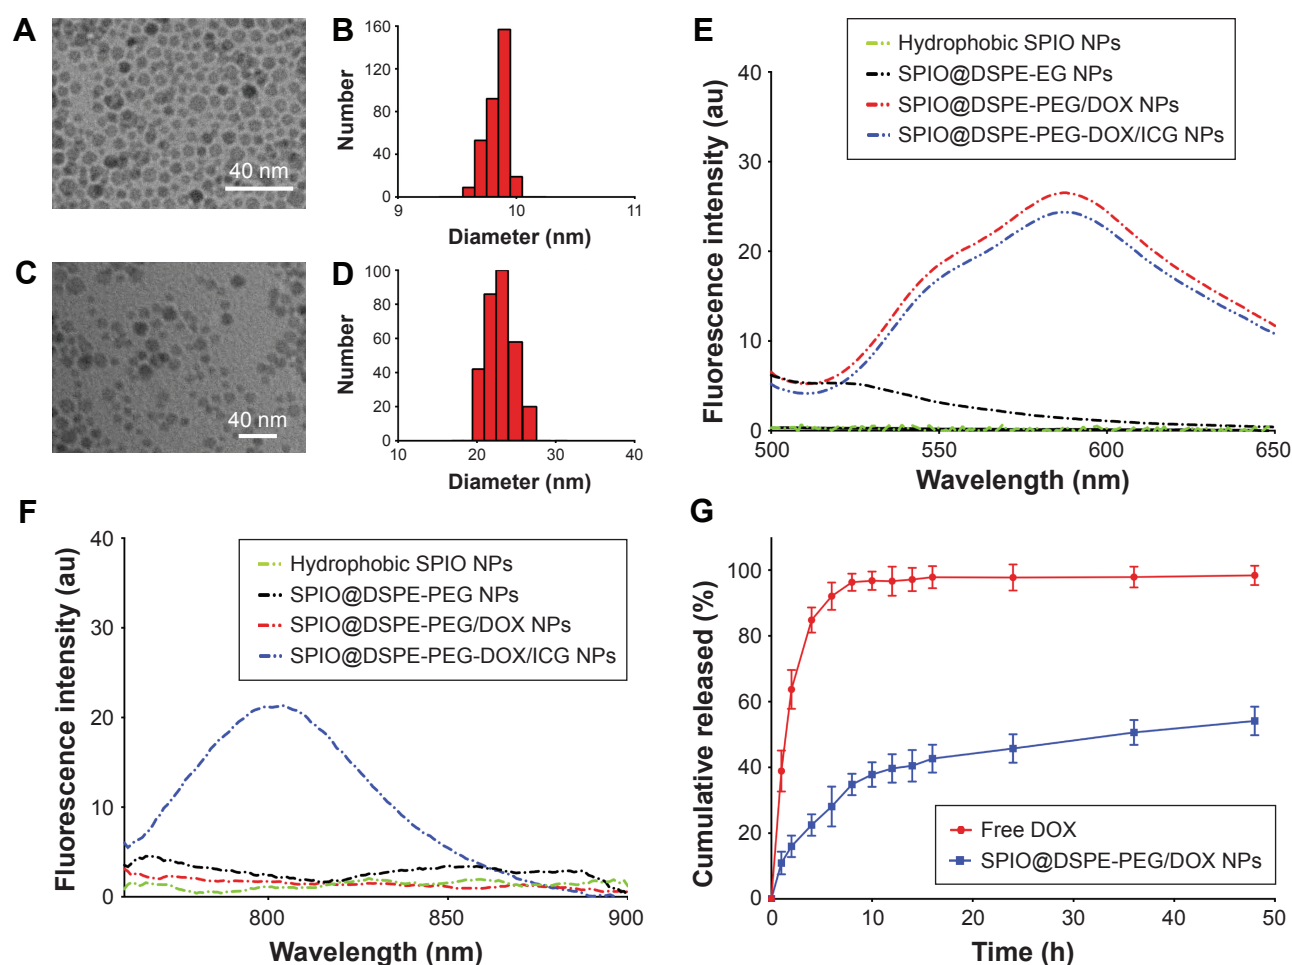 A
40 nm
B
160
120
80
40
0
9
10
11
Number
Diameter (nm)
C
40 nm
D
100
80
60
40
20
0
10
20
30
40
Number
Diameter (nm)
E
Hydrophobic SPIO NPs
SPIO@DSPE-EG NPs
SPIO@DSPE-PEG/DOX NPs
SPIO@DSPE-PEG-DOX/ICG NPs
40
30
20
10
0
500
550
600
650
Fluorescence intensity (au)
Wavelength (nm)
F
Hydrophobic SPIO NPs
SPIO@DSPE-PEG NPs
SPIO@DSPE-PEG/DOX NPs
SPIO@DSPE-PEG-DOX/ICG NPs
40
30
20
10
0
800
850
900
Fluorescence intensity (au)
Wavelength (nm)
G
100
80
60
40
20
0
0
10
20
30
40
50
Cumulative released (%)
Time (h)
Free DOX
SPIO@DSPE-PEG/DOX NPs